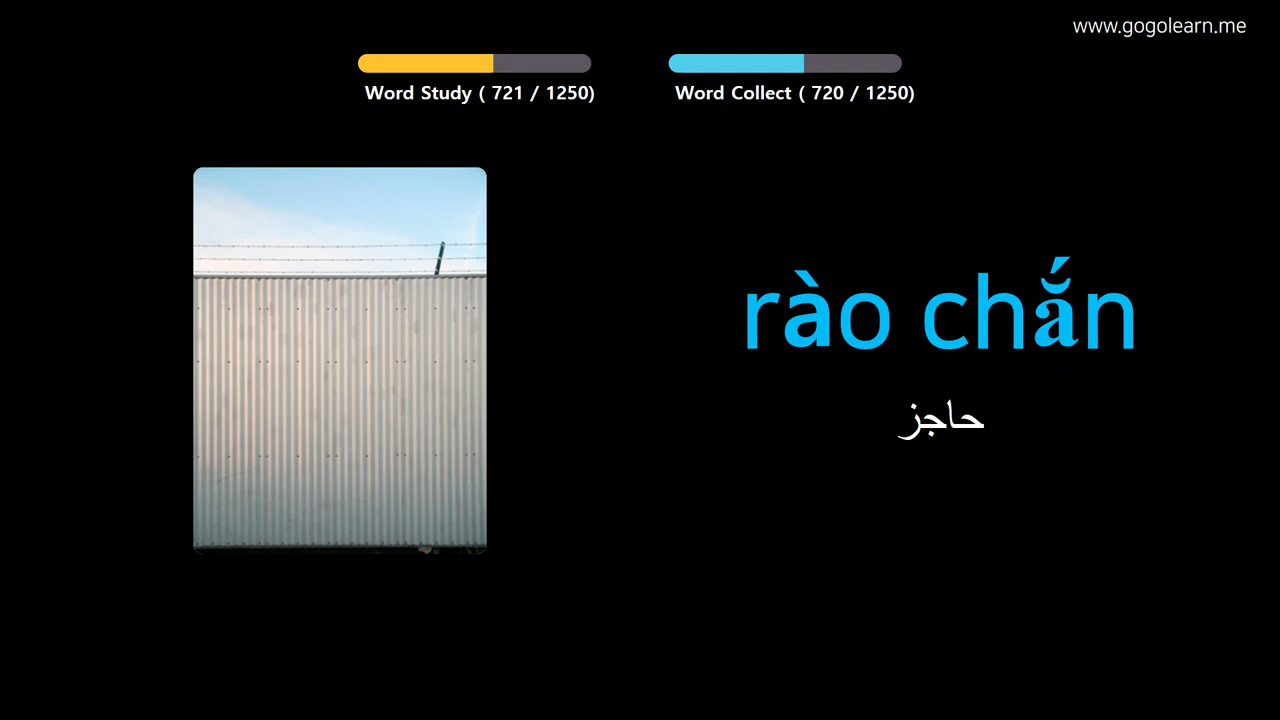 www.gogolearn.me
Word Study ( 721 / 1250)
Word Collect ( 720 / 1250)
rào chắn
حاجز